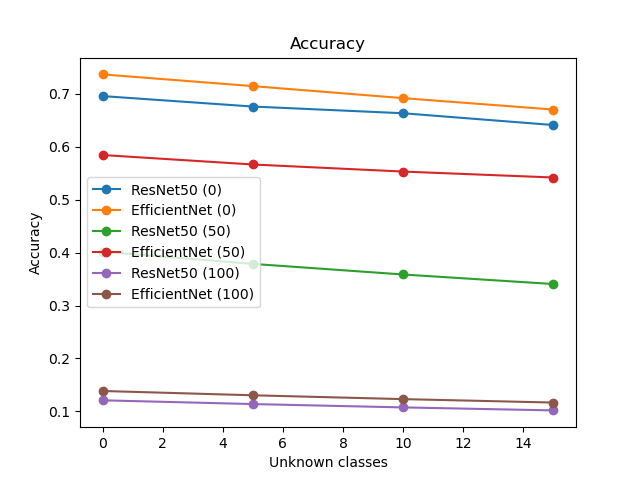 Accuracy
Accuracy
0.7
0.6
0.5
0.4
0.3
0.2
0.1
ResNet50 (0)
EfficientNet (0)
ResNet50 (50)
EfficientNet (50)
ResNet50 (100)
EfficientNet (100)
0 2 4 6 8 10 12 14
Unknown classes